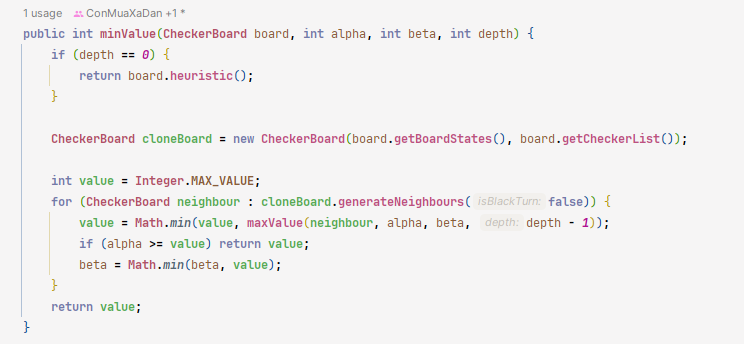 1 usage ConMuaXaDan +1 *
public int minValue(CheckerBoard board, int alpha, int beta, int depth) {
    if (depth == 0) {
        return board.heuristic();
    }

    CheckerBoard cloneBoard = new CheckerBoard(board.getBoardStates(), board.getCheckerList());

    int value = Integer.MAX_VALUE;
    for (CheckerBoard neighbour : cloneBoard.generateNeighbours( isBlackTurn: false)) {
        value = Math.min(value, maxValue(neighbour, alpha, beta, depth: depth - 1));
        if (alpha >= value) return value;
        beta = Math.min(beta, value);
    }
    return value;
}